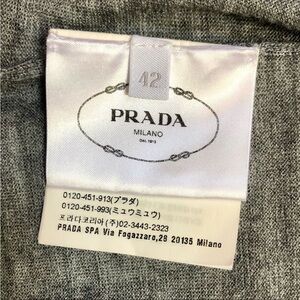 42
PRADA
MILANO
DAL 1913
0120-451-913(プラダ)
0120-451-993(ミュウミュウ)
프라다코리아(주)02-3443-2323
PRADA SPA Via Fogazzaro,28 20135 Milano